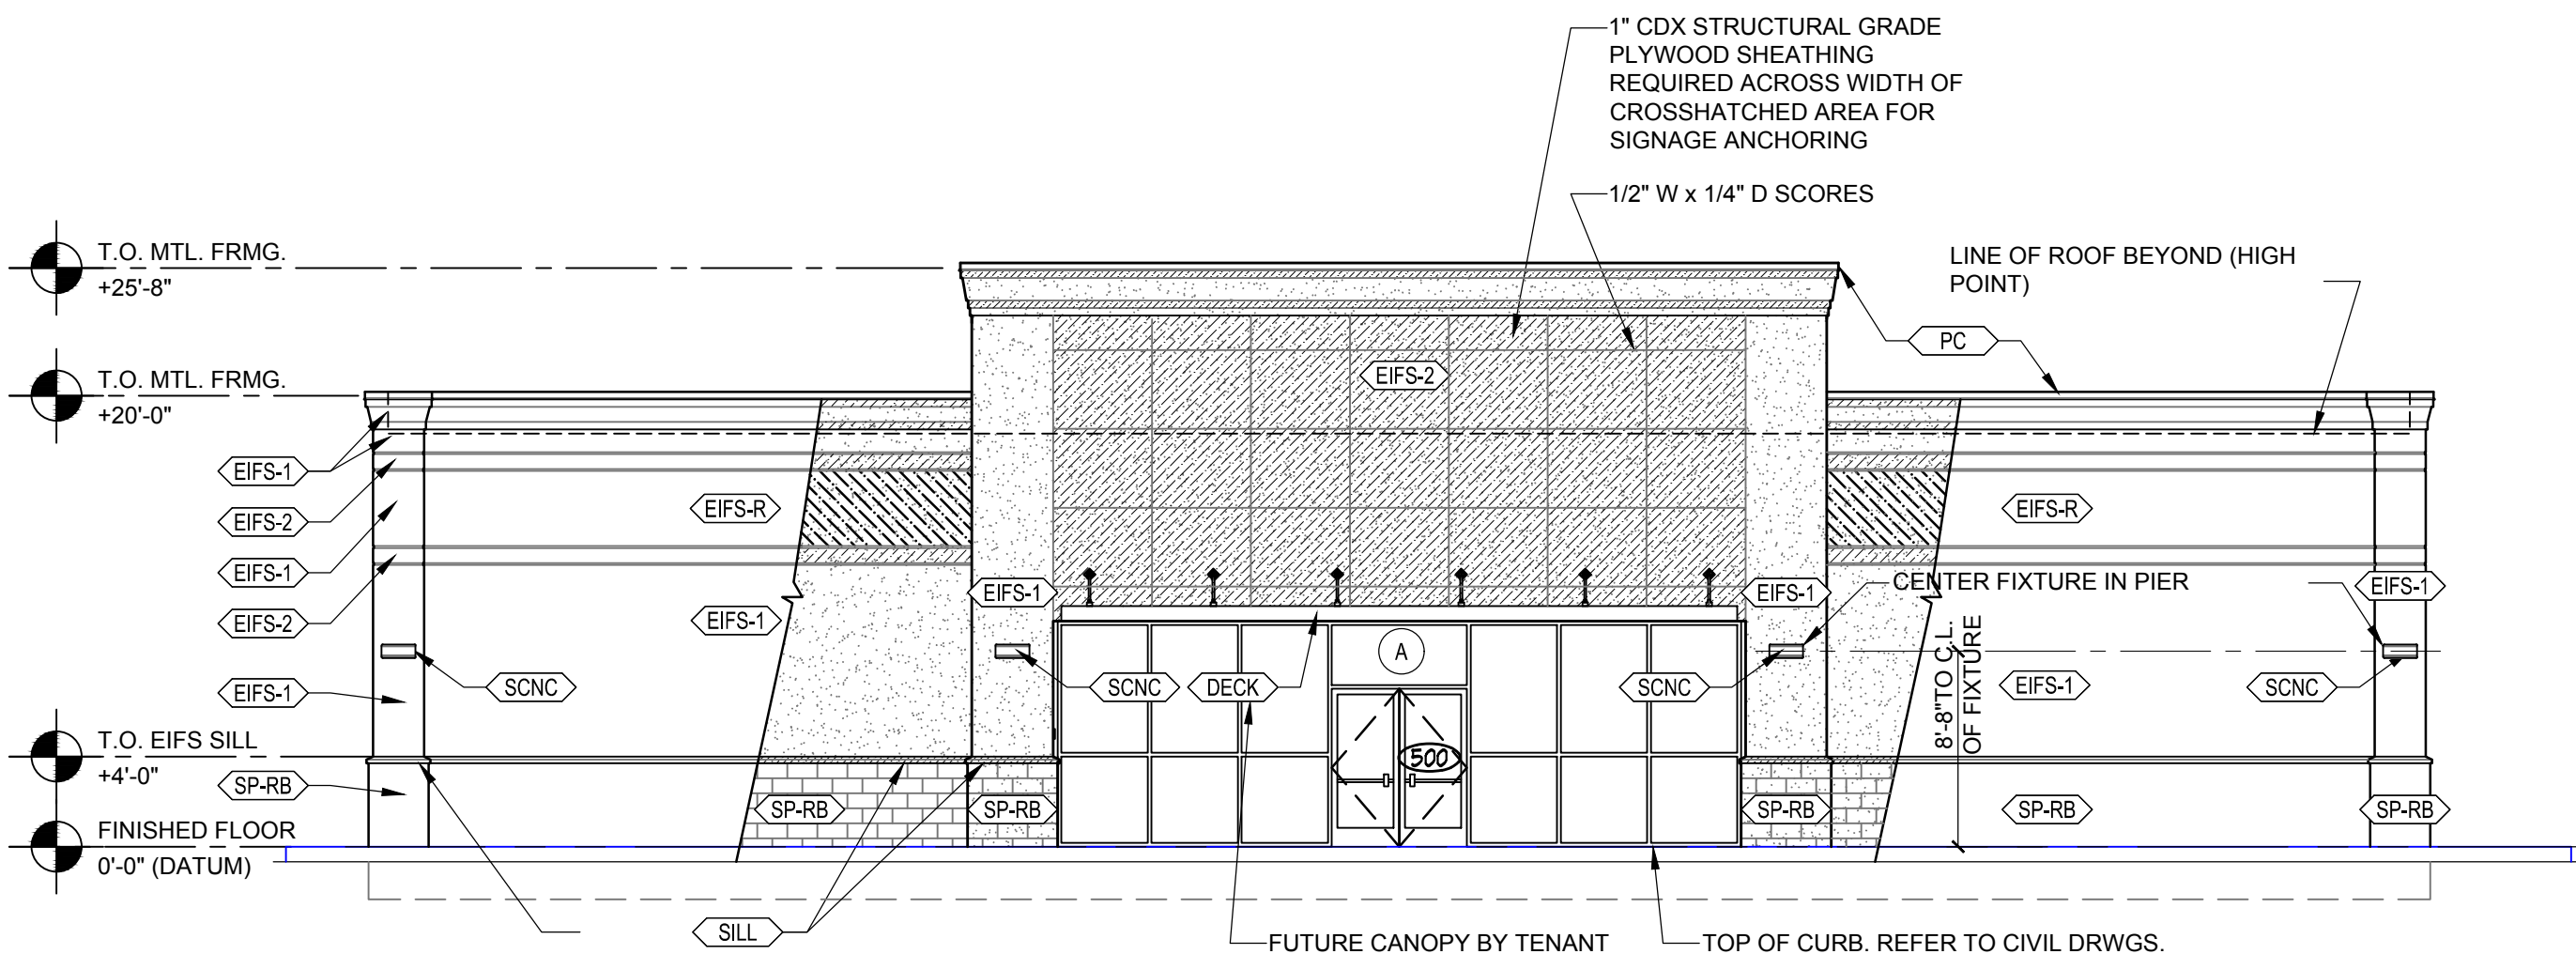 1" CDX STRUCTURAL GRADE
PLYWOOD SHEATHING
REQUIRED ACROSS WIDTH OF
CROSSHATCHED AREA FOR
SIGNAGE ANCHORING
1/2" W x 1/4" D SCORES
LINE OF ROOF BEYOND (HIGH
POINT)
T.O. MTL. FRMG.
+25'-8"
PC
T.O. MTL. FRMG.
+20'-0"
EIFS-2
EIFS-1
EIFS-2
EIFS-1
EIFS-2
EIFS-1
EIFS-R
EIFS-R
EIFS-1
EIFS-1
EIFS-1
CENTER FIXTURE IN PIER
EIFS-1
8'-8"TO C.L.
OF FIXTURE
A
SCNC
SCNC
DECK
SCNC
EIFS-1
SCNC
T.O. EIFS SILL
+4'-0"
500
SP-RB
SP-RB
SP-RB
SP-RB
SP-RB
SP-RB
FINISHED FLOOR
0'-0" (DATUM)
SILL
FUTURE CANOPY BY TENANT
TOP OF CURB. REFER TO CIVIL DRWGS.